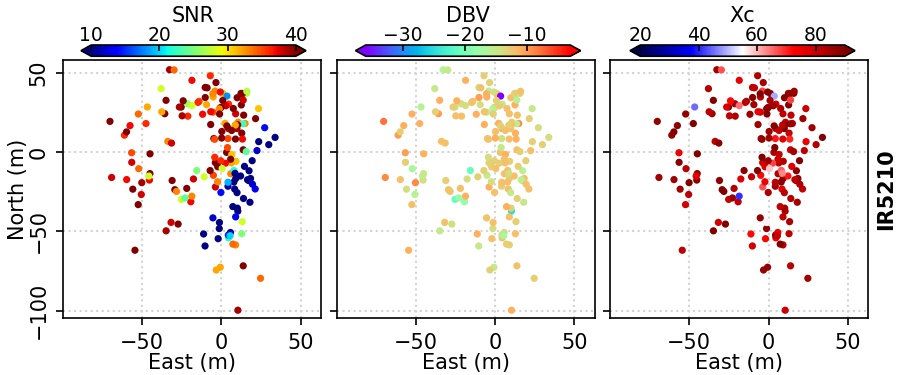 SNR DBV Xc
10 20 30 40 −30 −20 −10 20 40 60 80
50
0
−50
−100
North (m)
−50 0 50 −50 0 50 −50 0 50
East (m) East (m) East (m)
IR5210